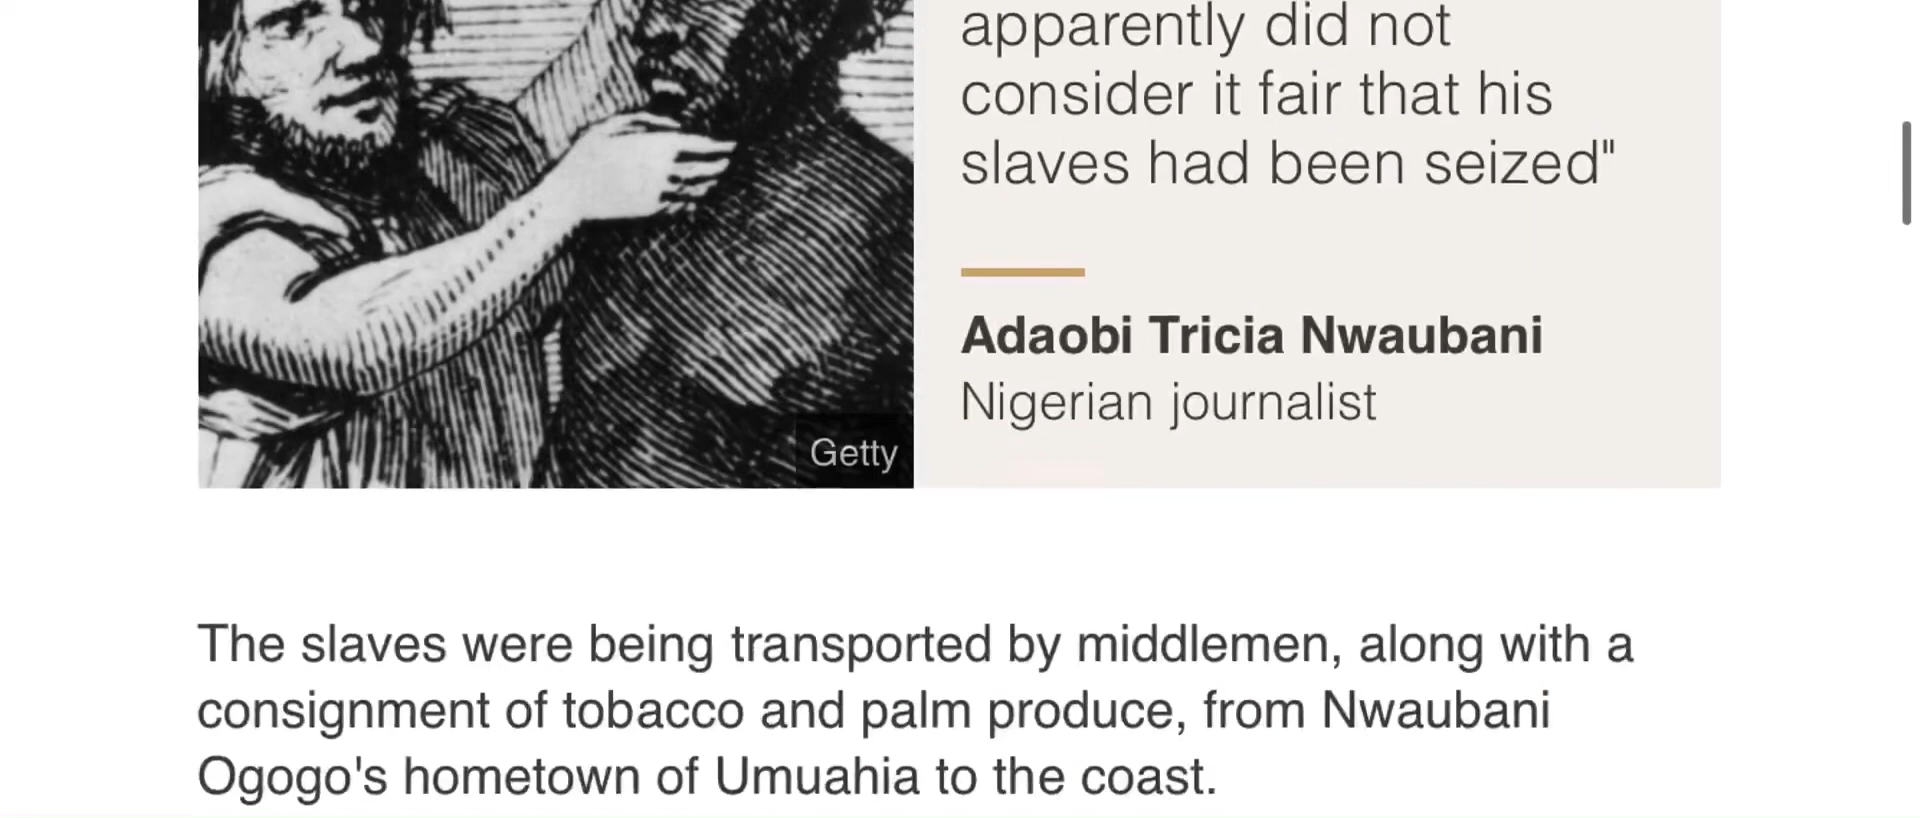 apparently did not
consider it fair that his
slaves had been seized"
Adaobi Tricia Nwaubani
Nigerian journalist
Getty
The slaves were being transported by middlemen, along with a
consignment of tobacco and palm produce, from Nwaubani
Ogogo's hometown of Umuahia to the coast.